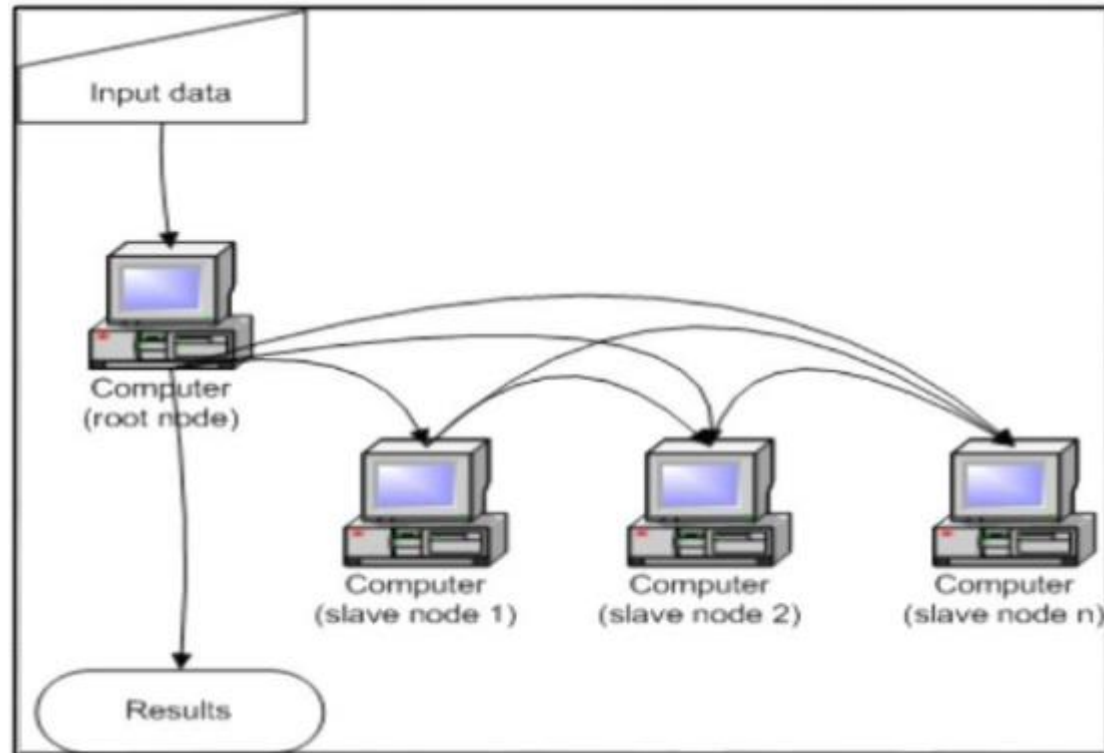 Input data
Computer
(root node)
Computer
(slave node 1)
Computer
(slave node 2)
Computer
(slave node n)
Results